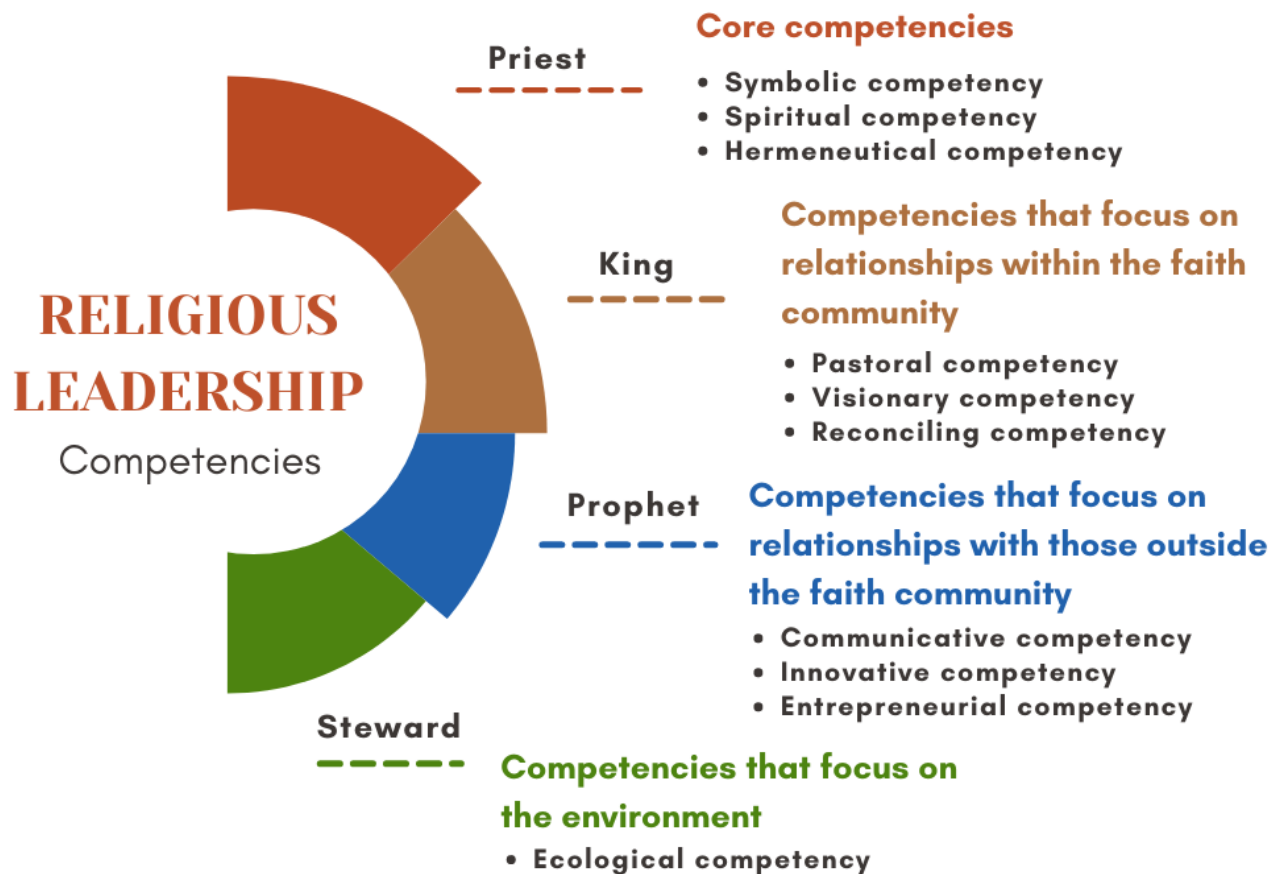 RELIGIOUS
LEADERSHIP
Competencies
Priest
Core competencies
• Symbolic competency
• Spiritual competency
• Hermeneutical competency
King
Competencies that focus on
relationships within the faith
community
• Pastoral competency
• Visionary competency
• Reconciling competency
Prophet
Competencies that focus on
relationships with those outside
the faith community
• Communicative competency
• Innovative competency
• Entrepreneurial competency
Steward
Competencies that focus on
the environment
• Ecological competency